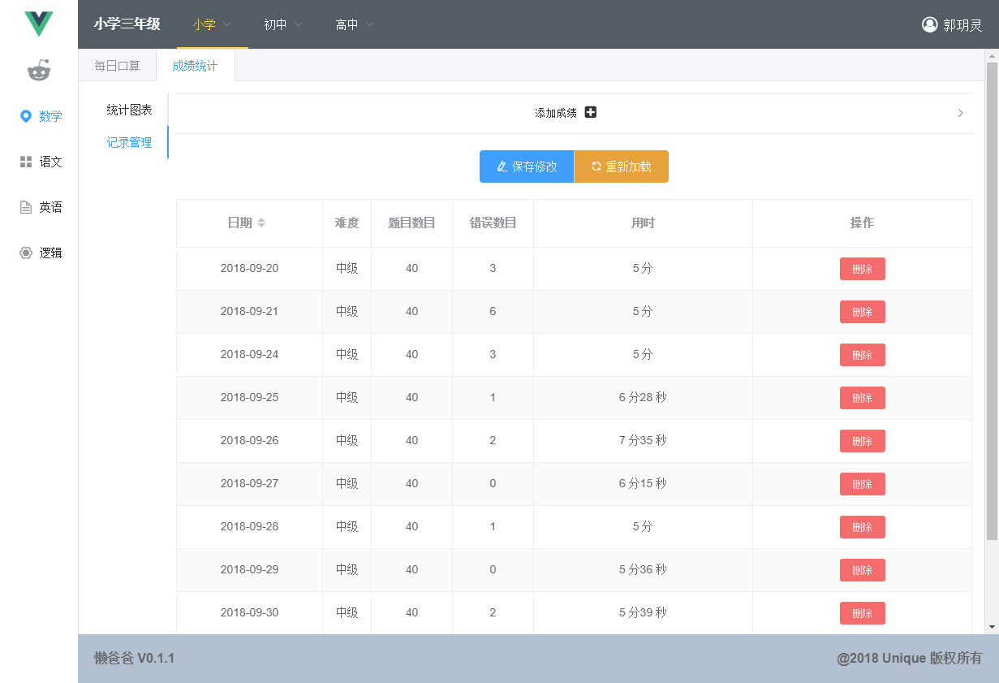 小学三年级 小学 初中 高中 郭玥灵
每日口算 成绩统计
数学
语文
英语
逻辑
统计图表
记录管理
添加成绩
保存修改 重新加载
日期 难度 题目数目 错误数目 用时 操作
2018-09-20 中级 40 3 5 分 删除
2018-09-21 中级 40 6 5 分 删除
2018-09-24 中级 40 3 5 分 删除
2018-09-25 中级 40 1 6 分28 秒 删除
2018-09-26 中级 40 2 7 分35 秒 删除
2018-09-27 中级 40 0 6 分15 秒 删除
2018-09-28 中级 40 1 5 分 删除
2018-09-29 中级 40 0 5 分36 秒 删除
2018-09-30 中级 40 2 5 分39 秒 删除
懒爸爸 V0.1.1 @2018 Unique 版权所有